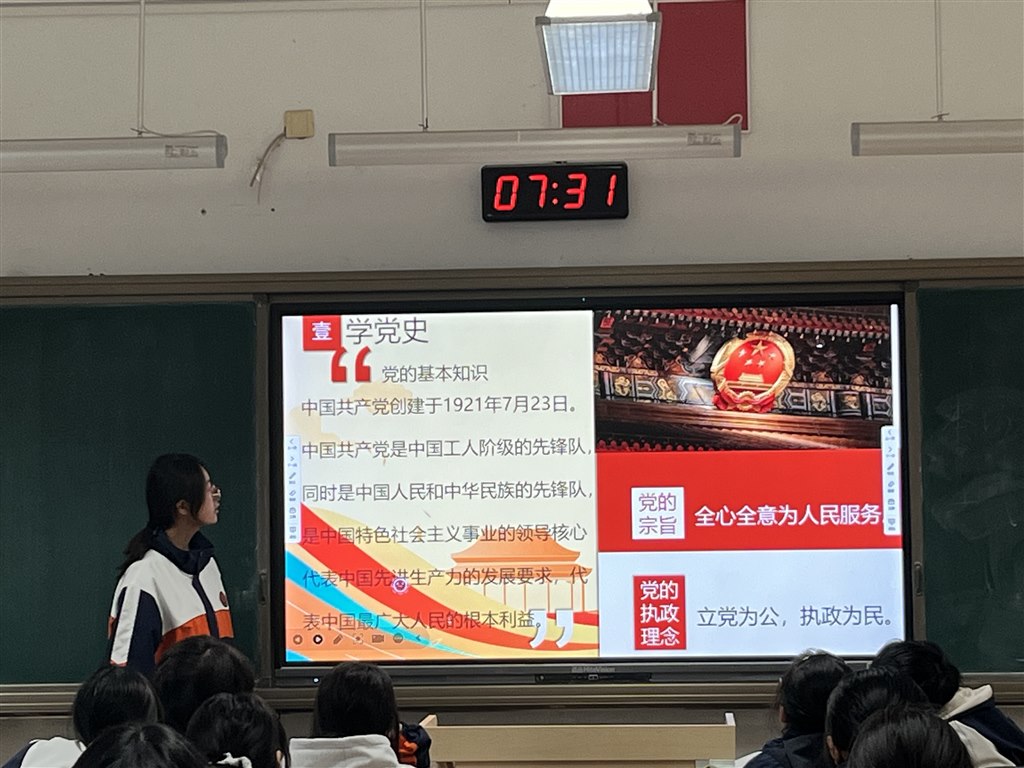 07:31
壹 学党史
党的基本知识
中国共产党创建于1921年7月23日。
中国共产党是中国工人阶级的先锋队，
同时是中国人民和中华民族的先锋队，
是中国特色社会主义事业的领导核心
代表中国先进生产力的发展要求，代
表中国最广大人民的根本利益。
党的
宗旨
全心全意为人民服务
党的
执政
理念
立党为公，执政为民。